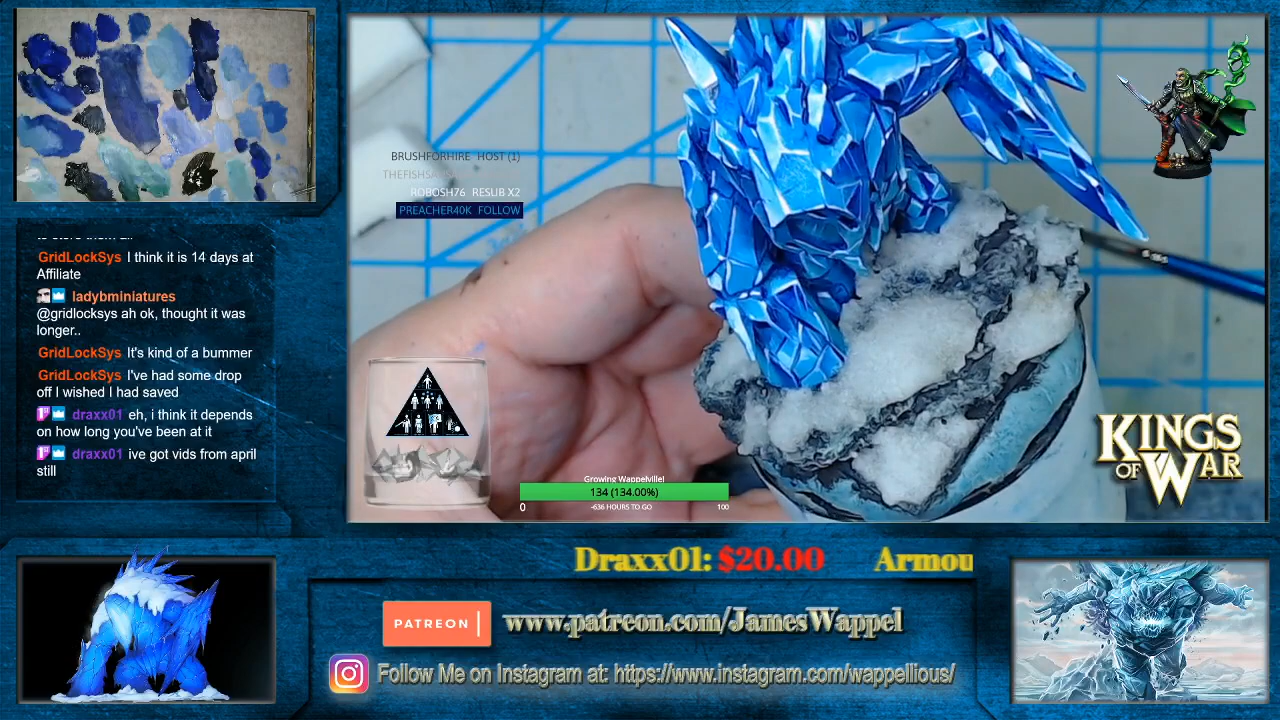 BRUSHFORHIRE HOST (1)
ROBOSH76 RESUB X2
PREACHER40K FOLLOW
GridLockSys I think it is 14 days at
Affiliate
ladybminiatures
@gridlocksys ah ok, thought it was
longer..
GridLockSys It's kind of a bummer
GridLockSys I've had some drop
off I wished I had saved
draxx01 eh, i think it depends
on how long you've been at it
draxx01 ive got vids from april
still
KINGS
OF WAR
Growing Wappelville!
134 (134.00%)
0 -636 HOURS TO GO 100
Draxx01: $20.00 Armou
PATREON www.patreon.com/JamesWappel
Follow Me on Instagram at: https://www.instagram.com/wappellious/